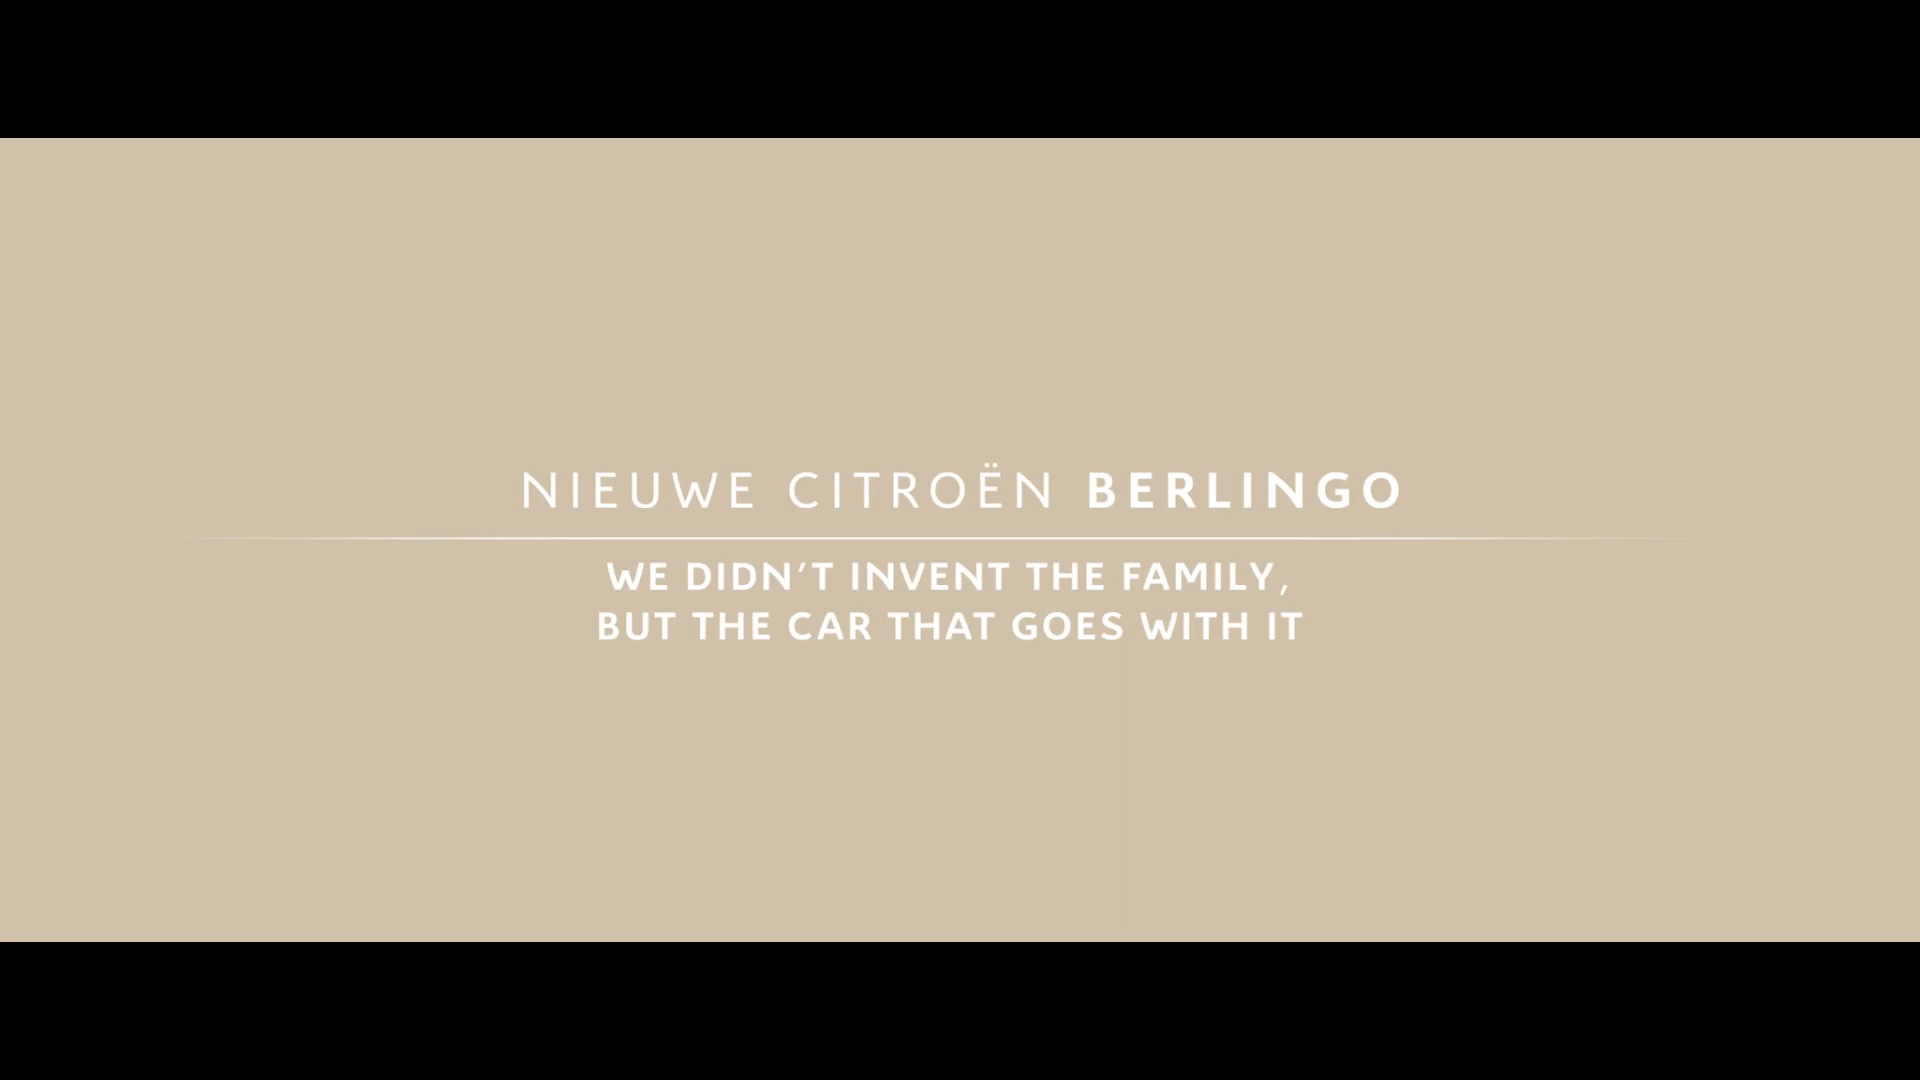 NIEUWE CITROËN BERLINGO
WE DIDN'T INVENT THE FAMILY,
BUT THE CAR THAT GOES WITH IT